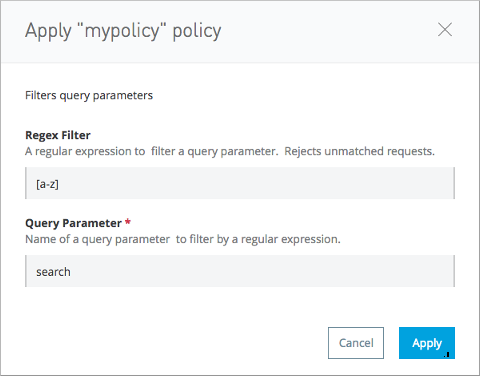 Apply "mypolicy" policy
Filters query parameters
Regex Filter
A regular expression to filter a query parameter. Rejects unmatched requests.
[a-z]
Query Parameter *
Name of a query parameter to filter by a regular expression.
search
Cancel Apply